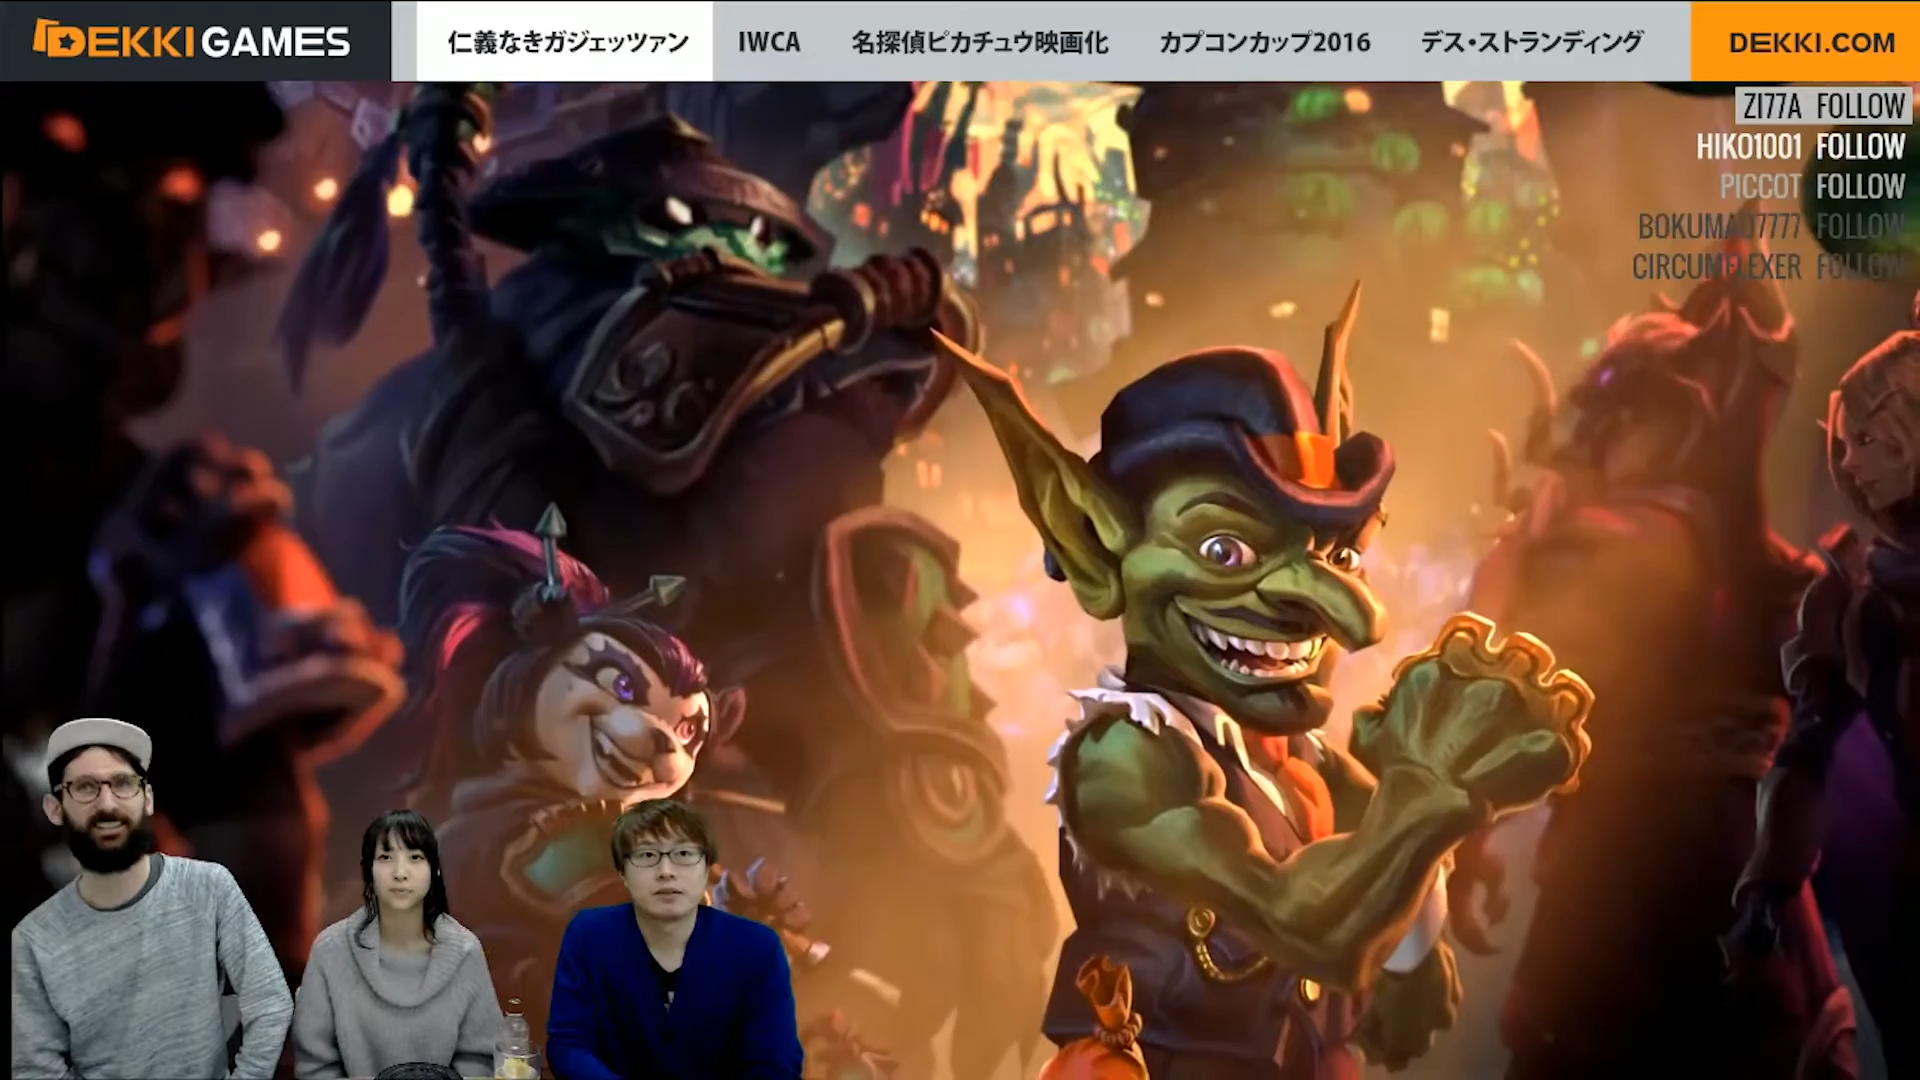 DEKKI GAMES
仁義なきガジェッツァン
IWCA
名探偵ピカチュウ映画化
カプコンカップ2016
デス・ストランディング
DEKKI.COM
ZI77A FOLLOW
HIKO1001 FOLLOW
PICCOT FOLLOW
FOLLOW
FOLLOW